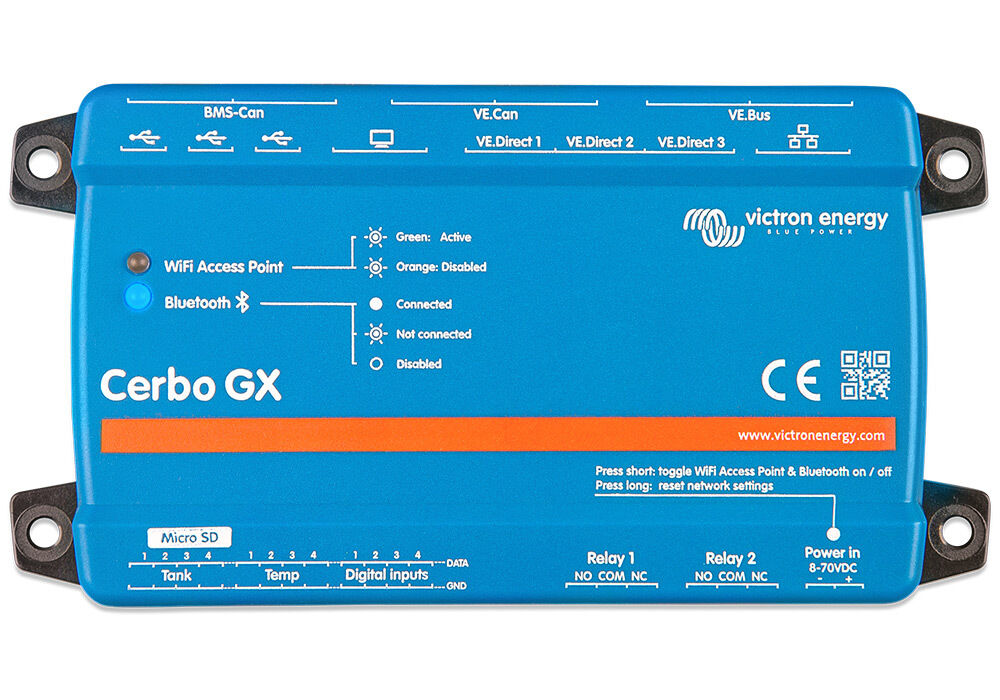 BMS-Can
VE.Can
VE.Bus
VE.Direct 1 VE.Direct 2 VE.Direct 3
victron energy
BLUE POWER
Green: Active
WiFi Access Point
Orange: Disabled
Bluetooth
Connected
Not connected
Disabled
Cerbo GX
CE
www.victronenergy.com
Press short: toggle WiFi Access Point & Bluetooth on / off
Press long: reset network settings
Micro SD
1 2 3 4 1 2 3 4 1 2 3 4 DATA
Tank Temp Digital inputs
GND
Relay 1
NO COM NC
Relay 2
NO COM NC
Power in
8-70VDC
- +